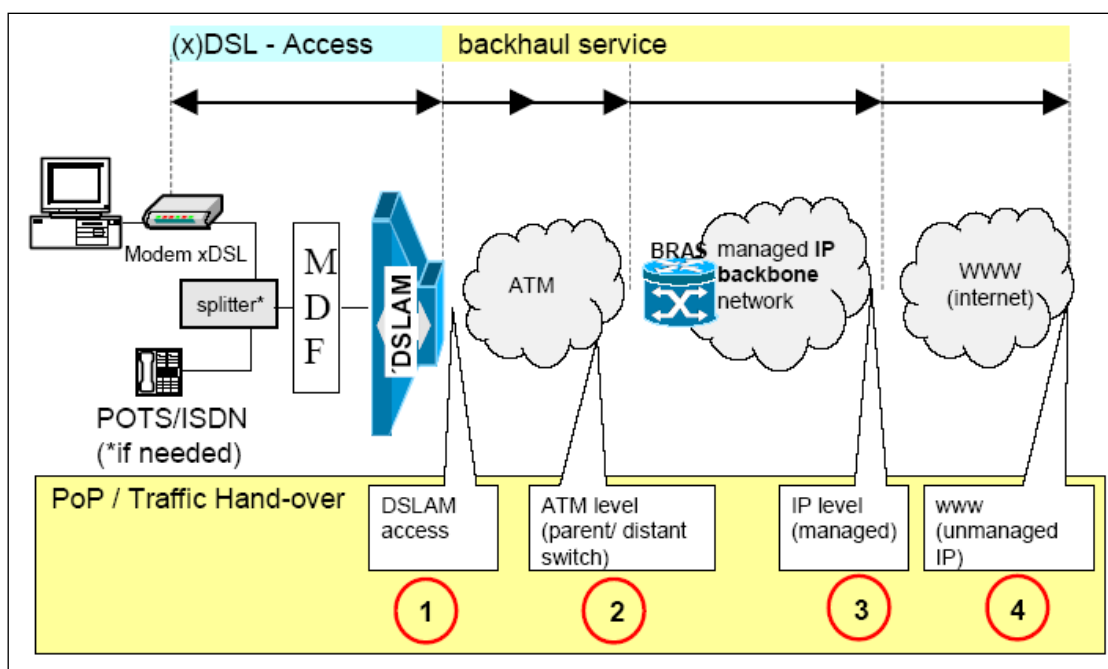 (x)DSL - Access
backhaul service
Modem xDSL
splitter*
POTS/ISDN
(*if needed)
M
D
F
DSLAM
ATM
BRAS
managed IP
backbone
network
WWW
(internet)
PoP / Traffic Hand-over
DSLAM
access
ATM level
(parent/ distant
switch)
IP level
(managed)
www
(unmanaged
IP)
1
2
3
4